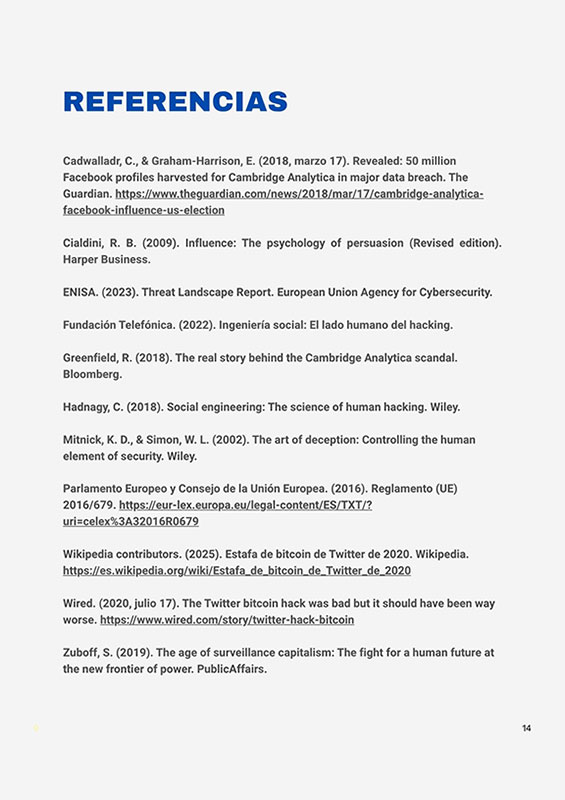 REFERENCIAS
Cadwalladr, C., & Graham-Harrison, E. (2018, marzo 17). Revealed: 50 million
Facebook profiles harvested for Cambridge Analytica in major data breach. The
Guardian. https://www.theguardian.com/news/2018/mar/17/cambridge-analytica-
facebook-influence-us-election
Cialdini, R. B. (2009). Influence: The psychology of persuasion (Revised edition).
Harper Business.
ENISA. (2023). Threat Landscape Report. European Union Agency for Cybersecurity.
Fundación Telefónica. (2022). Ingeniería social: El lado humano del hacking.
Greenfield, R. (2018). The real story behind the Cambridge Analytica scandal.
Bloomberg.
Hadnagy, C. (2018). Social engineering: The science of human hacking. Wiley.
Mitnick, K. D., & Simon, W. L. (2002). The art of deception: Controlling the human
element of security. Wiley.
Parlamento Europeo y Consejo de la Unión Europea. (2016). Reglamento (UE)
2016/679. https://eur-lex.europa.eu/legal-content/ES/TXT/?
uri=celex%3A32016R0679
Wikipedia contributors. (2025). Estafa de bitcoin de Twitter de 2020. Wikipedia.
https://es.wikipedia.org/wiki/Estafa_de_bitcoin_de_Twitter_de_2020
Wired. (2020, julio 17). The Twitter bitcoin hack was bad but it should have been way
worse. https://www.wired.com/story/twitter-hack-bitcoin
Zuboff, S. (2019). The age of surveillance capitalism: The fight for a human future at
the new frontier of power. PublicAffairs.
14